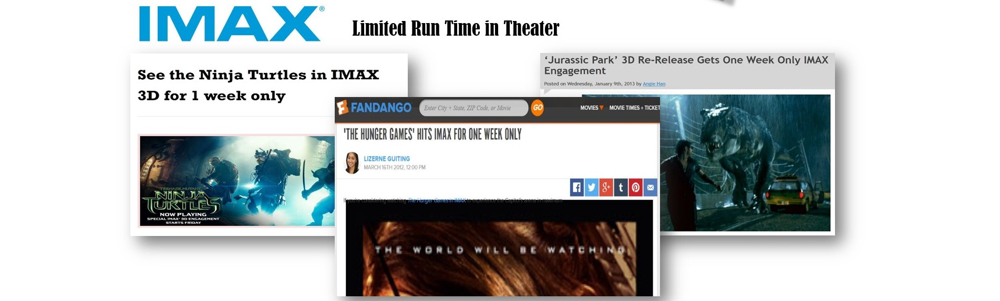 IMAX®
Limited Run Time in Theater
See the Ninja Turtles in IMAX
3D for 1 week only
TEENAGE MUTANT
NINJA
TURTLES
NOW PLAYING
SPECIAL IMAX® 3D ENGAGEMENT
STARTS FRIDAY
FANDANGO
Enter City + State, ZIP Code, or Movie
GO
MOVIES
MOVIE TIMES + TICKET
'THE HUNGER GAMES' HITS IMAX FOR ONE WEEK ONLY
LIZERNE GUITING
MARCH 16TH 2012, 12:00 PM
f
g+
t
If you're considering watching The Hunger Games in IMAX to experience the Capitol's arena in maximum
THE WORLD WILL BE WATCHING
‘Jurassic Park’ 3D Re-Release Gets One Week Only IMAX
Engagement
Posted on Wednesday, January 9th, 2013 by Angie Han